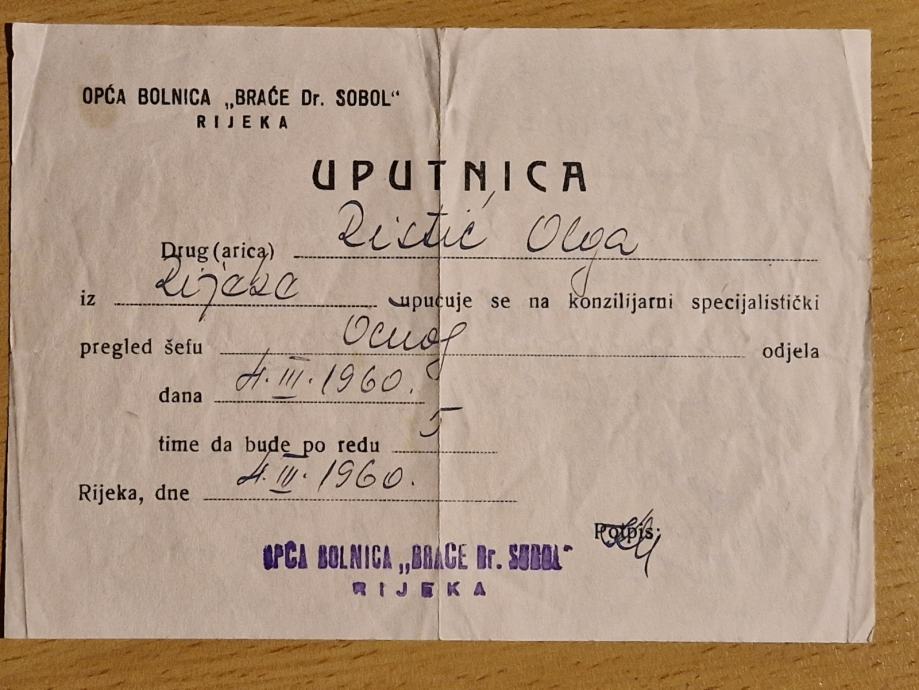 OPĆA BOLNICA „BRAĆE Dr. SOBOL“
RIJEKA
UPUTNICA
Drug(arica) Ristić Olga
iz Rijeka upućuje se na konzilijarni specijalistički
pregled šefu Očnog odjela
dana 4.III.1960.
time da bude po redu 5
Rijeka, dne 4.III.1960.
Potpis:
OPĆA BOLNICA „BRAĆE Dr. SOBOL“
RIJEKA